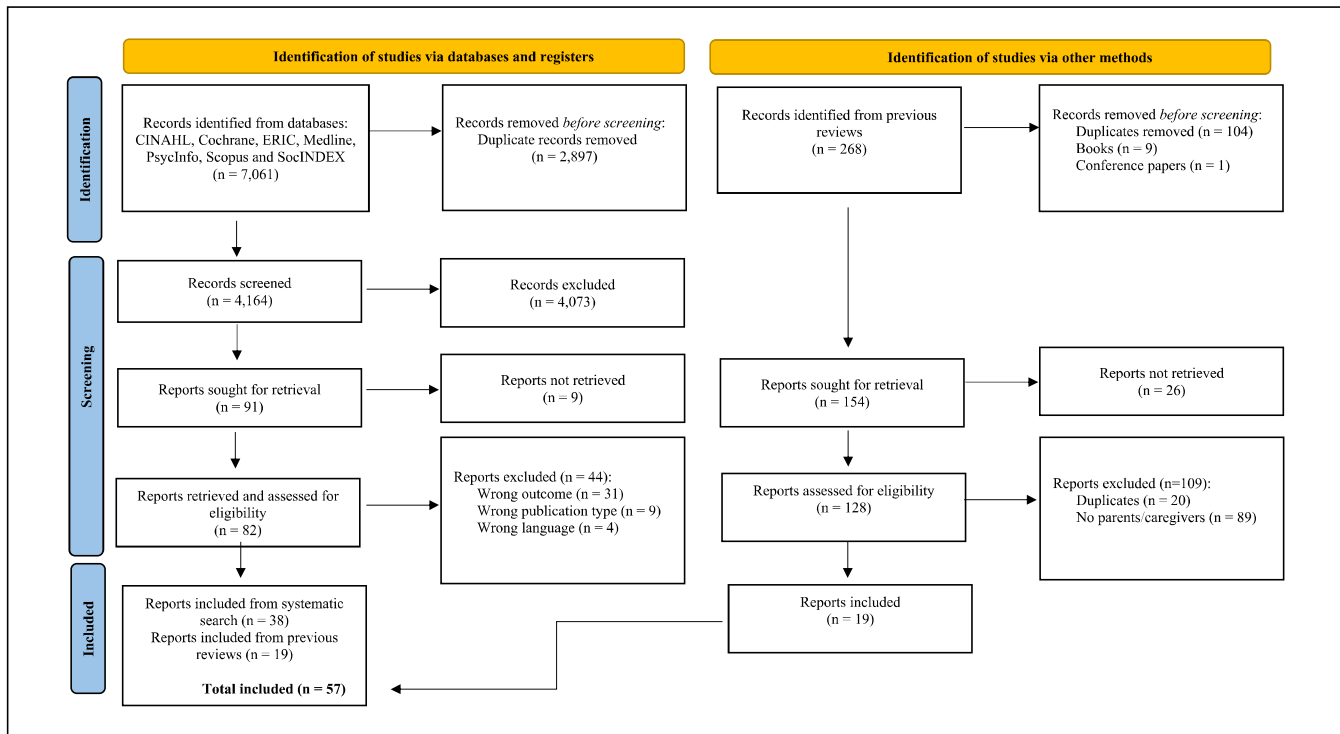 Identification of studies via databases and registers
Identification of studies via other methods
Identification
Records identified from databases:
CINAHL, Cochrane, ERIC, Medline,
PsycInfo, Scopus and SocINDEX
(n = 7,061)
Records removed before screening:
Duplicate records removed
(n = 2,897)
Records identified from previous
reviews
(n = 268)
Records removed before screening:
Duplicates removed (n = 104)
Books (n = 9)
Conference papers (n = 1)
Screening
Records screened
(n = 4,164)
Records excluded
(n = 4,073)
Reports sought for retrieval
(n = 91)
Reports not retrieved
(n = 9)
Reports sought for retrieval
(n = 154)
Reports not retrieved
(n = 26)
Reports retrieved and assessed for
eligibility
(n = 82)
Reports excluded (n = 44):
Wrong outcome (n = 31)
Wrong publication type (n = 9)
Wrong language (n = 4)
Reports assessed for eligibility
(n = 128)
Reports excluded (n=109):
Duplicates (n = 20)
No parents/caregivers (n = 89)
Included
Reports included from systematic
search (n = 38)
Reports included from previous
reviews (n = 19)
Total included (n = 57)
Reports included
(n = 19)